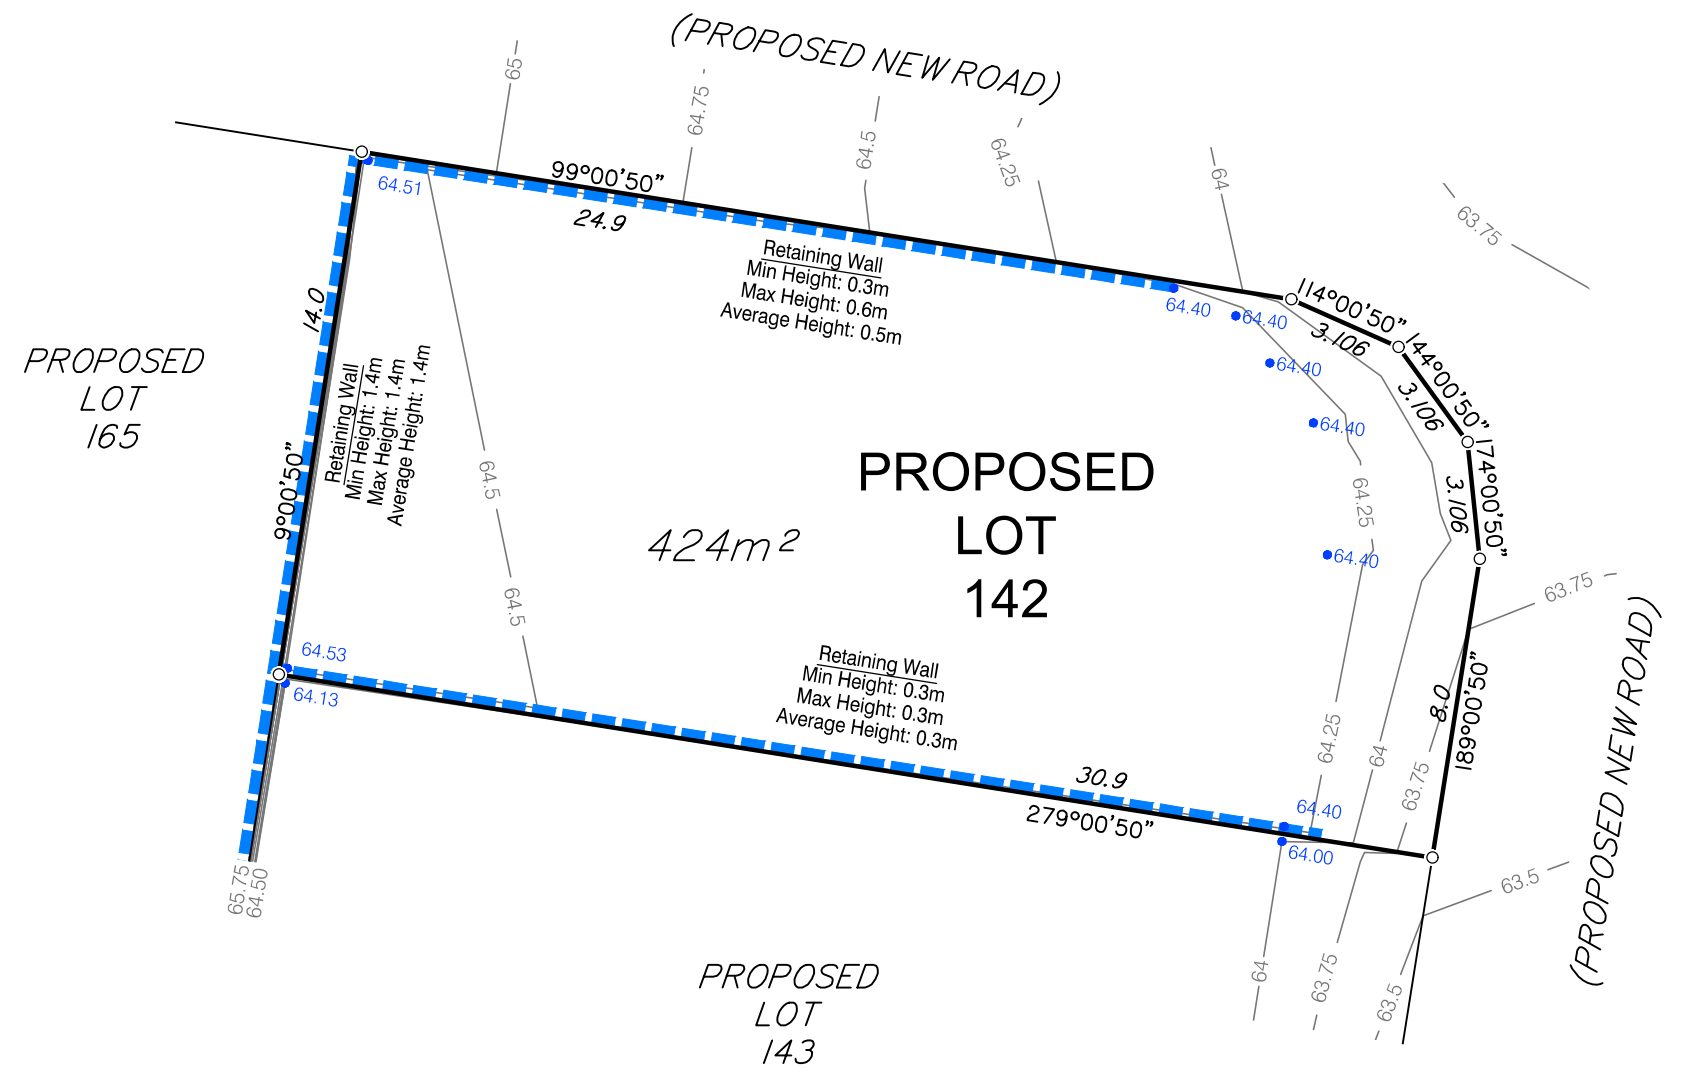 (PROPOSED NEW ROAD)
65
64.75
64.5
64.25
64
63.75
99°00'50"
24.9
64.51
Retaining Wall
Min Height: 0.3m
Max Height: 0.6m
Average Height: 0.5m
64.40
64.40
64.40
64.40
64.40
114°00'50"
3.106
144°00'50"
3.106
174°00'50"
3.106
14.0
9°00'50"
Retaining Wall
Min Height: 1.4m
Max Height: 1.4m
Average Height: 1.4m
PROPOSED
LOT
165
64.5
64.5
424m²
PROPOSED
LOT
142
64.25
63.75
(PROPOSED NEW ROAD)
64.53
64.13
Retaining Wall
Min Height: 0.3m
Max Height: 0.3m
Average Height: 0.3m
8.0
189°00'50"
64.25
64
63.75
30.9
279°00'50"
64.40
64.00
65.75
64.50
63.5
64
63.75
63.5
PROPOSED
LOT
143